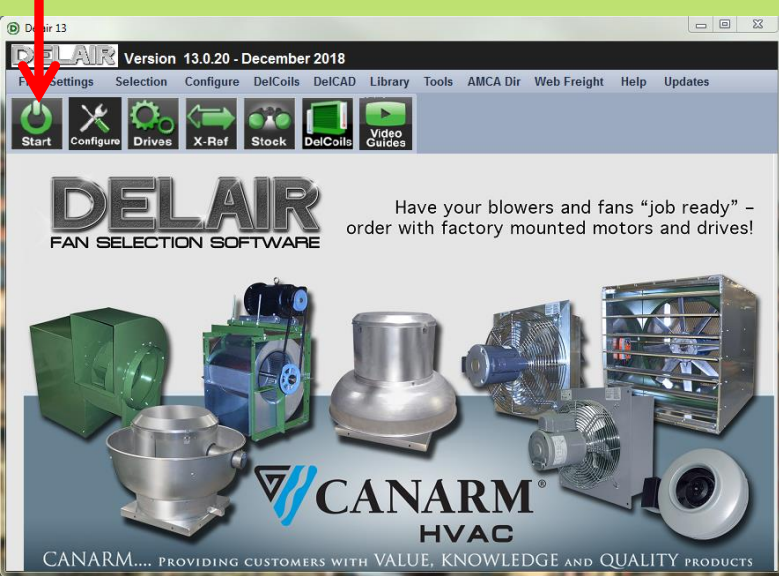 Delair 13
DELAIR Version 13.0.20 - December 2018
Settings Selection Configure DelCoils DelCAD Library Tools AMCA Dir Web Freight Help Updates
Start Configure Drives X-Ref Stock DelCoils Video Guides
DELAIR
FAN SELECTION SOFTWARE
Have your blowers and fans “job ready” –
order with factory mounted motors and drives!
CANARM®
HVAC
CANARM.... PROVIDING CUSTOMERS WITH VALUE, KNOWLEDGE AND QUALITY PRODUCTS